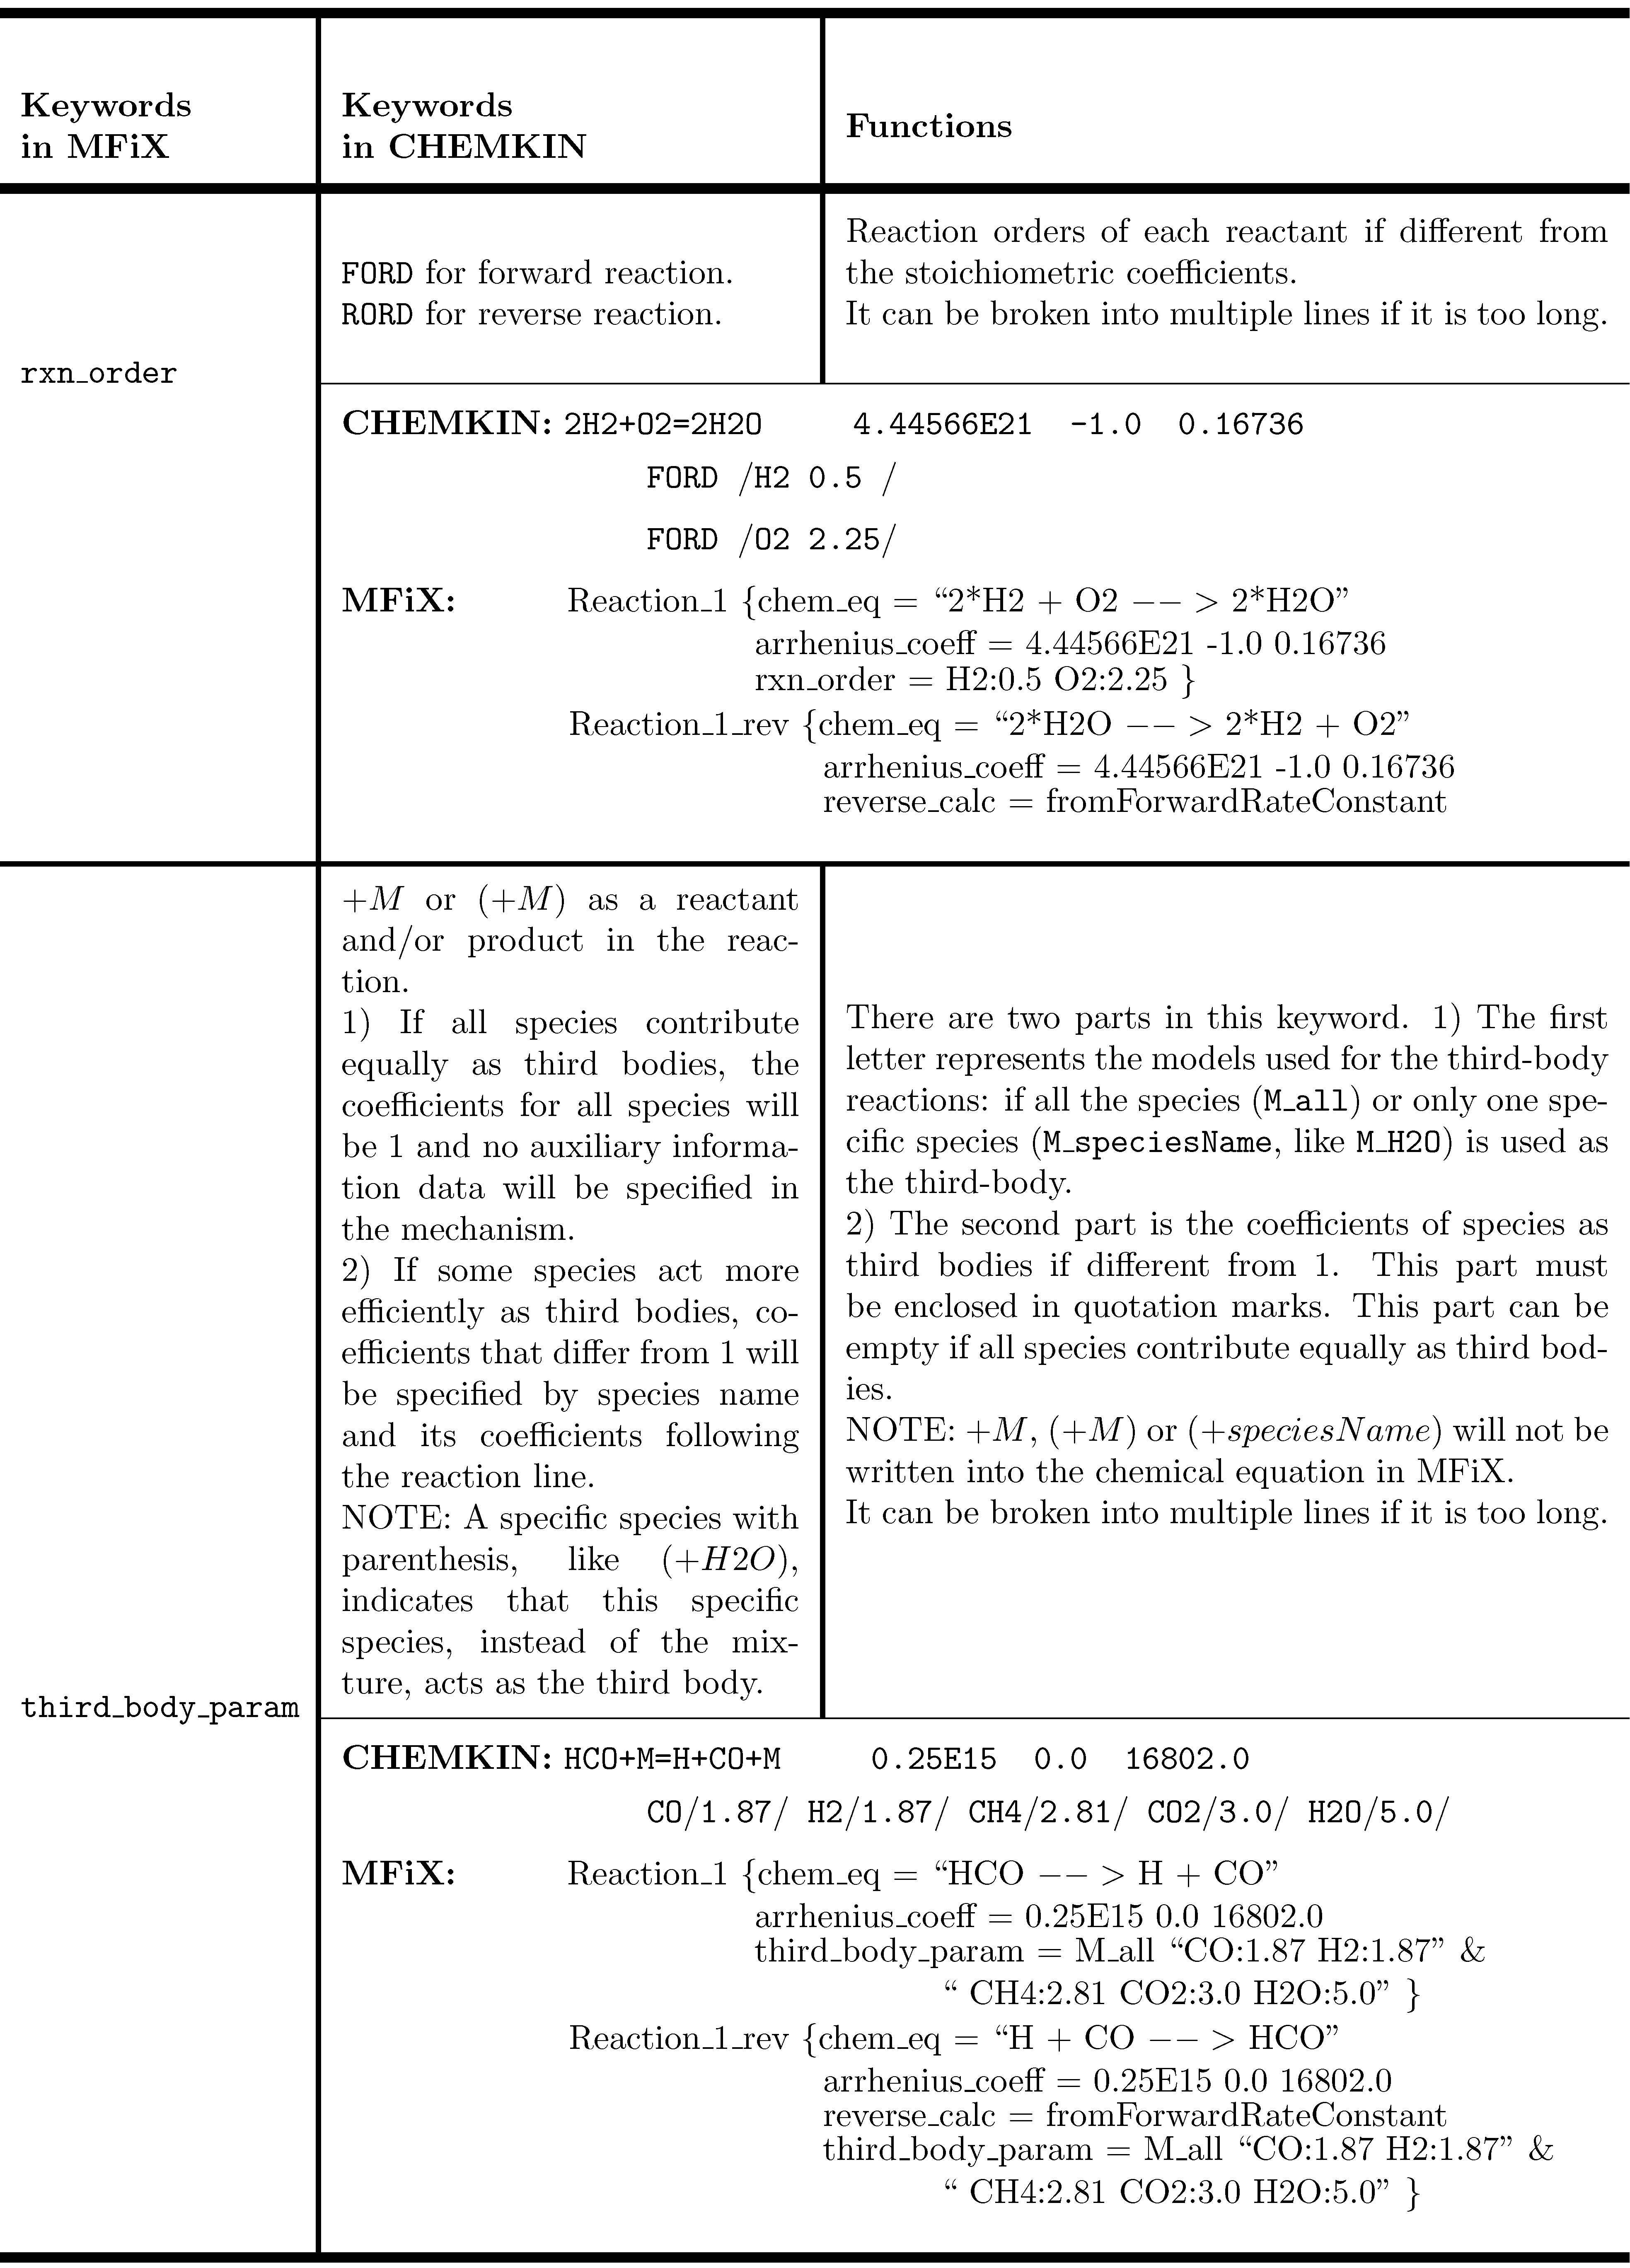 Keywords
in MFiX
Keywords
in CHEMKIN
Functions
rxn_order
FORD for forward reaction.
RORD for reverse reaction.
Reaction orders of each reactant if different from
the stoichiometric coefficients.
It can be broken into multiple lines if it is too long.
CHEMKIN: 2H2+O2=2H2O 4.44566E21 -1.0 0.16736
FORD /H2 0.5 /
FORD /O2 2.25/
MFiX: Reaction_1 {chem_eq = “2*H2 + O2 −− > 2*H2O”
arrhenius_coeff = 4.44566E21 -1.0 0.16736
rxn_order = H2:0.5 O2:2.25 }
Reaction_1_rev {chem_eq = “2*H2O −− > 2*H2 + O2”
arrhenius_coeff = 4.44566E21 -1.0 0.16736
reverse_calc = fromForwardRateConstant
third_body_param
+M or (+M) as a reactant
and/or product in the reac-
tion.
1) If all species contribute
equally as third bodies, the
coefficients for all species will
be 1 and no auxiliary informa-
tion data will be specified in
the mechanism.
2) If some species act more
efficiently as third bodies, co-
efficients that differ from 1 will
be specified by species name
and its coefficients following
the reaction line.
NOTE: A specific species with
parenthesis, like (+H2O),
indicates that this specific
species, instead of the mix-
ture, acts as the third body.
There are two parts in this keyword. 1) The first
letter represents the models used for the third-body
reactions: if all the species (M_all) or only one spe-
cific species (M_speciesName, like M_H2O) is used as
the third-body.
2) The second part is the coefficients of species as
third bodies if different from 1. This part must
be enclosed in quotation marks. This part can be
empty if all species contribute equally as third bod-
ies.
NOTE: +M, (+M) or (+speciesName) will not be
written into the chemical equation in MFiX.
It can be broken into multiple lines if it is too long.
CHEMKIN: HCO+M=H+CO+M 0.25E15 0.0 16802.0
CO/1.87/ H2/1.87/ CH4/2.81/ CO2/3.0/ H2O/5.0/
MFiX: Reaction_1 {chem_eq = “HCO −− > H + CO”
arrhenius_coeff = 0.25E15 0.0 16802.0
third_body_param = M_all “CO:1.87 H2:1.87” &
“ CH4:2.81 CO2:3.0 H2O:5.0” }
Reaction_1_rev {chem_eq = “H + CO −− > HCO”
arrhenius_coeff = 0.25E15 0.0 16802.0
reverse_calc = fromForwardRateConstant
third_body_param = M_all “CO:1.87 H2:1.87” &
“ CH4:2.81 CO2:3.0 H2O:5.0” }